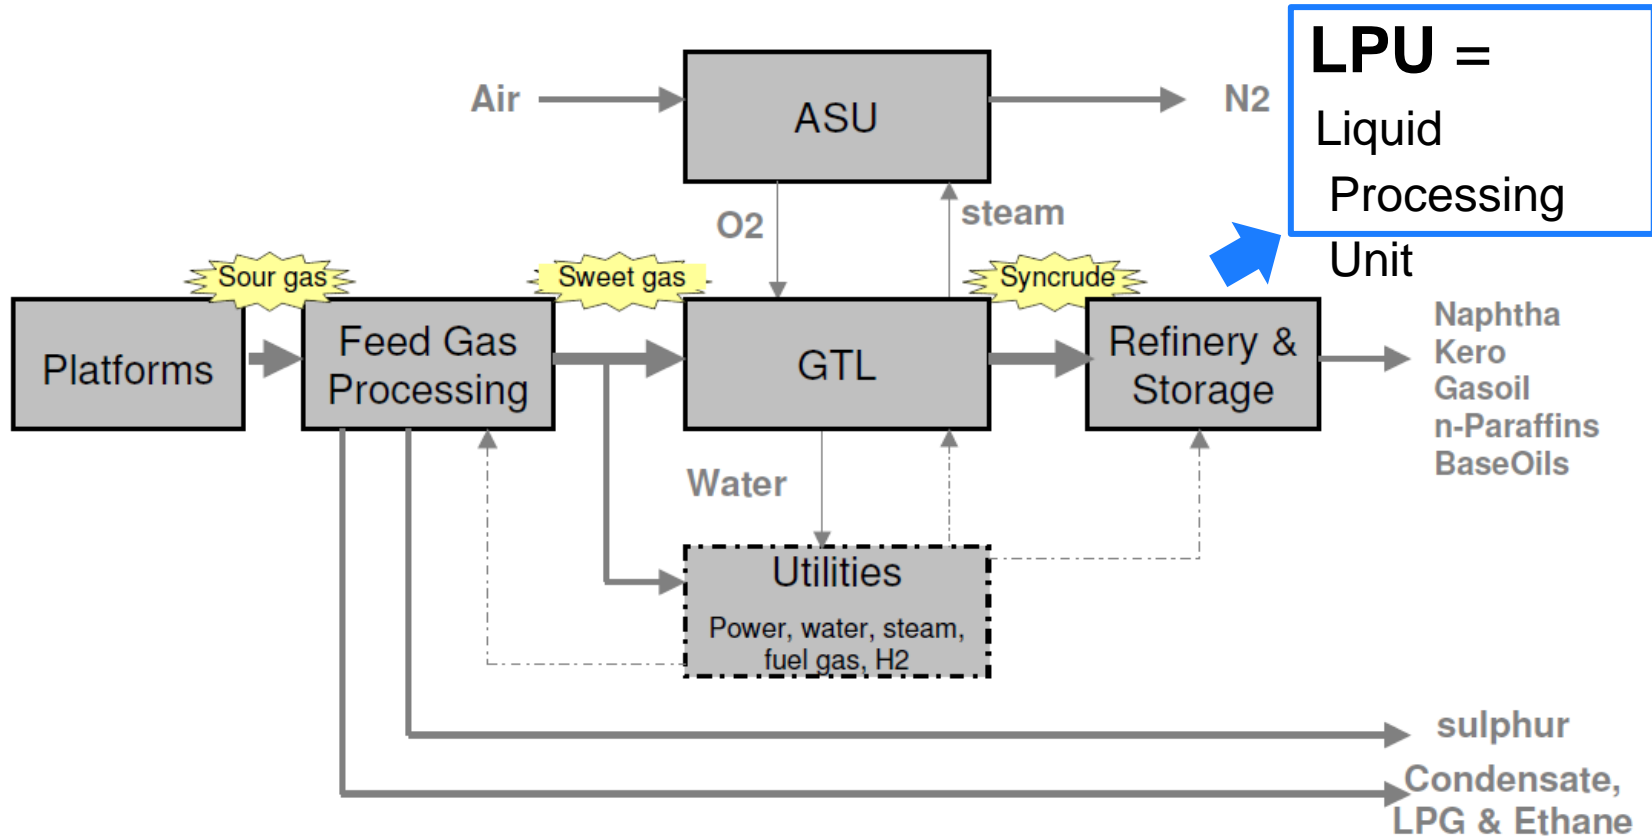 LPU =
Liquid
Processing
Unit
Air
ASU
N2
O2
steam
Sour gas
Sweet gas
Syncrude
Platforms
Feed Gas
Processing
GTL
Refinery &
Storage
Naphtha
Kero
Gasoil
n-Paraffins
BaseOils
Water
Utilities
Power, water, steam,
fuel gas, H2
sulphur
Condensate,
LPG & Ethane